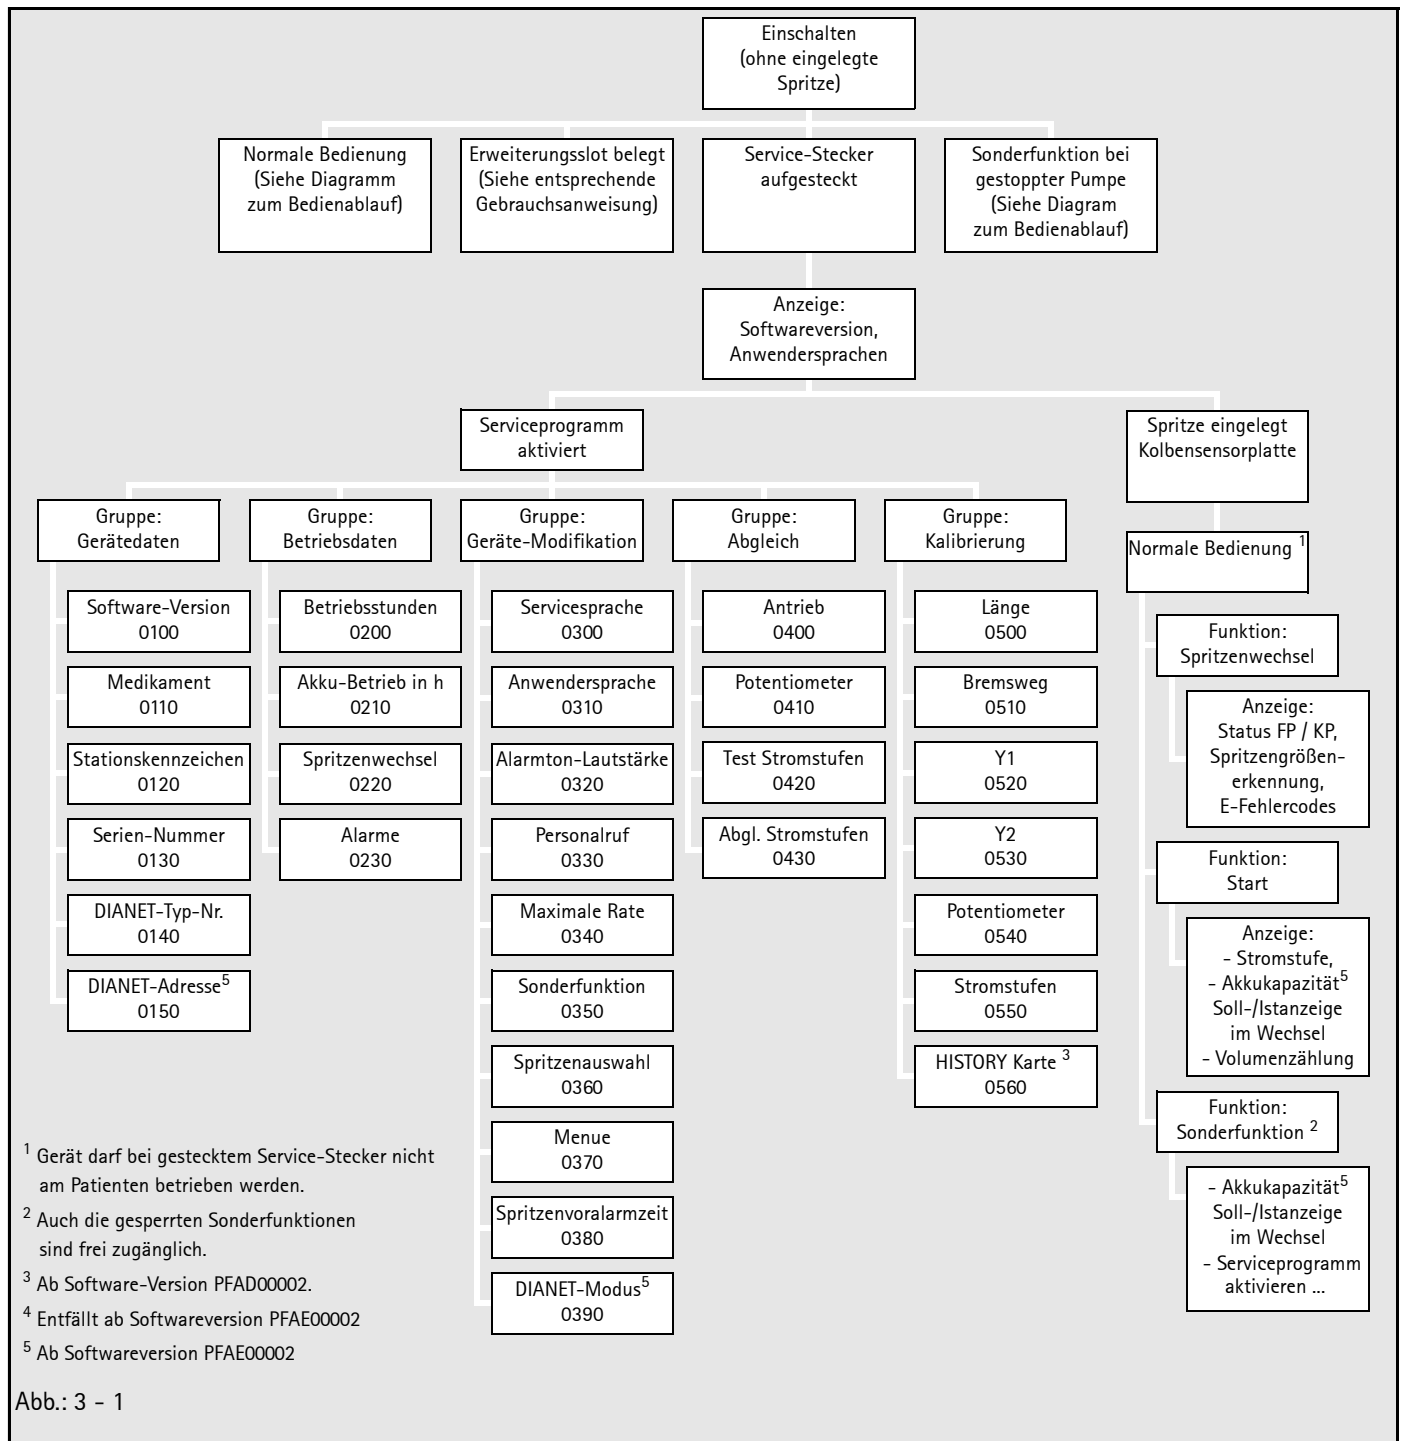 Einschalten
(ohne eingelegte
Spritze)
Normale Bedienung
(Siehe Diagramm
zum Bedienablauf)
Erweiterungsslot belegt
(Siehe entsprechende
Gebrauchsanweisung)
Service-Stecker
aufgesteckt
Sonderfunktion bei
gestoppter Pumpe
(Siehe Diagram
zum Bedienablauf)
Anzeige:
Softwareversion,
Anwendersprachen
Serviceprogramm
aktiviert
Spritze eingelegt
Kolbensensorplatte
Gruppe:
Gerätedaten
Software-Version
0100
Medikament
0110
Stationskennzeichen
0120
Serien-Nummer
0130
DIANET-Typ-Nr.
0140
DIANET-Adresse⁵
0150
Gruppe:
Betriebsdaten
Betriebsstunden
0200
Akku-Betrieb in h
0210
Spritzenwechsel
0220
Alarme
0230
Gruppe:
Geräte-Modifikation
Servicesprache
0300
Anwendersprache
0310
Alarmton-Lautstärke
0320
Personalruf
0330
Maximale Rate
0340
Sonderfunktion
0350
Spritzenauswahl
0360
Menue
0370
Spritzenvoralarmzeit
0380
DIANET-Modus⁵
0390
Gruppe:
Abgleich
Antrieb
0400
Potentiometer
0410
Test Stromstufen
0420
Abgl. Stromstufen
0430
Gruppe:
Kalibrierung
Länge
0500
Bremsweg
0510
Y1
0520
Y2
0530
Potentiometer
0540
Stromstufen
0550
HISTORY Karte ³
0560
Normale Bedienung ¹
Funktion:
Spritzenwechsel
Anzeige:
Status FP / KP,
Spritzengrößen-
erkennung,
E-Fehlercodes
Funktion:
Start
Anzeige:
- Stromstufe,
- Akkukapazität⁵
Soll-/Istanzeige
im Wechsel
- Volumenzählung
Funktion:
Sonderfunktion ²
- Akkukapazität⁵
Soll-/Istanzeige
im Wechsel
- Serviceprogramm
aktivieren ...
¹ Gerät darf bei gestecktem Service-Stecker nicht
am Patienten betrieben werden.
² Auch die gesperrten Sonderfunktionen
sind frei zugänglich.
³ Ab Software-Version PFAD00002.
⁴ Entfällt ab Softwareversion PFAE00002
⁵ Ab Softwareversion PFAE00002
Abb.: 3 - 1